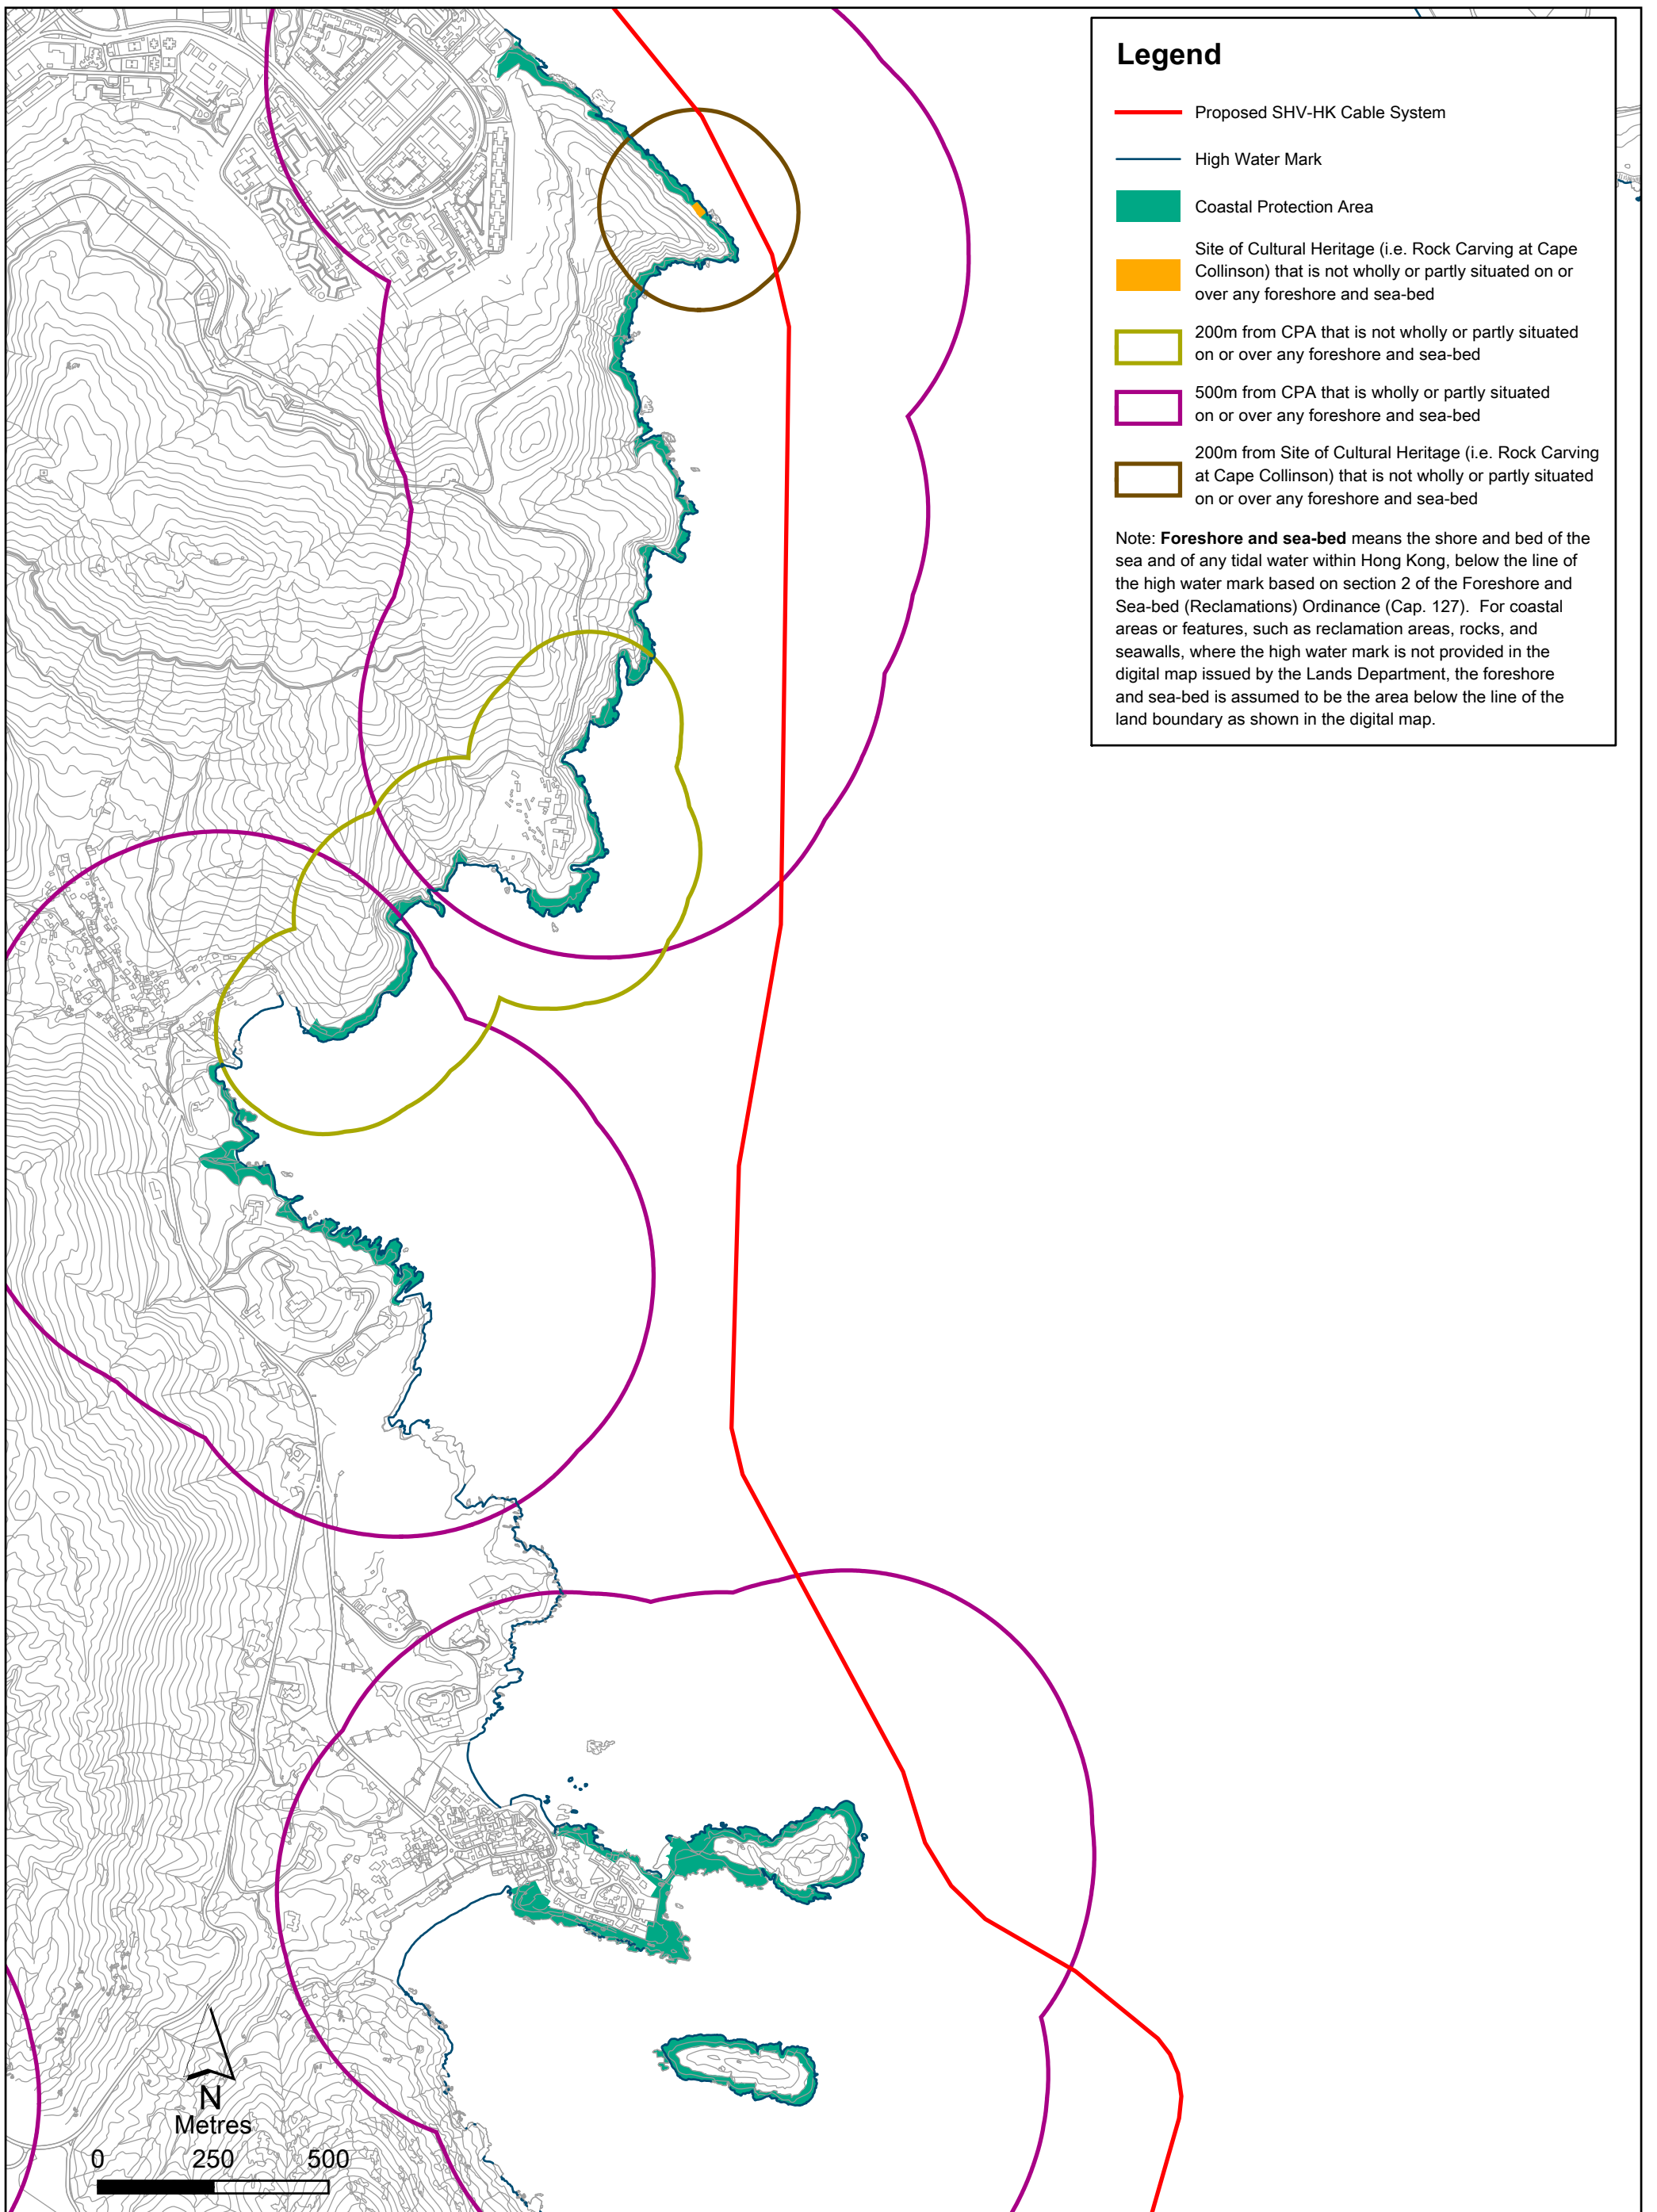 Legend
Proposed SHV-HK Cable System
High Water Mark
Coastal Protection Area
Site of Cultural Heritage (i.e. Rock Carving at Cape
Collinson) that is not wholly or partly situated on or
over any foreshore and sea-bed
200m from CPA that is not wholly or partly situated
on or over any foreshore and sea-bed
500m from CPA that is wholly or partly situated
on or over any foreshore and sea-bed
200m from Site of Cultural Heritage (i.e. Rock Carving
at Cape Collinson) that is not wholly or partly situated
on or over any foreshore and sea-bed
Note: Foreshore and sea-bed means the shore and bed of the
sea and of any tidal water within Hong Kong, below the line of
the high water mark based on section 2 of the Foreshore and
Sea-bed (Reclamations) Ordinance (Cap. 127). For coastal
areas or features, such as reclamation areas, rocks, and
seawalls, where the high water mark is not provided in the
digital map issued by the Lands Department, the foreshore
and sea-bed is assumed to be the area below the line of the
land boundary as shown in the digital map.
N
Metres
0 250 500